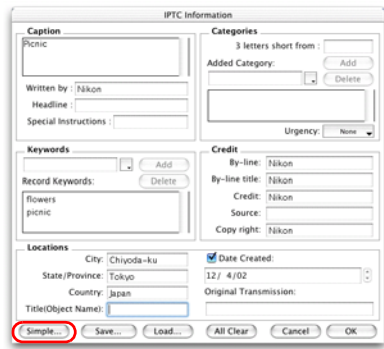 IPTC Information
Caption
Picnic
Written by : Nikon
Headline :
Special Instructions :
Categories
3 letters short from :
Added Category: Add
Delete
Urgency: None
Keywords
Add
Record Keywords: Delete
flowers
picnic
Credit
By-line: Nikon
By-line title: Nikon
Credit: Nikon
Source:
Copy right: Nikon
Locations
City: Chiyoda-ku
State/Province: Tokyo
Country: Japan
Title(Object Name):
Date Created:
12/ 4/02
Original Transmission:
Simple... Save... Load... All Clear Cancel OK